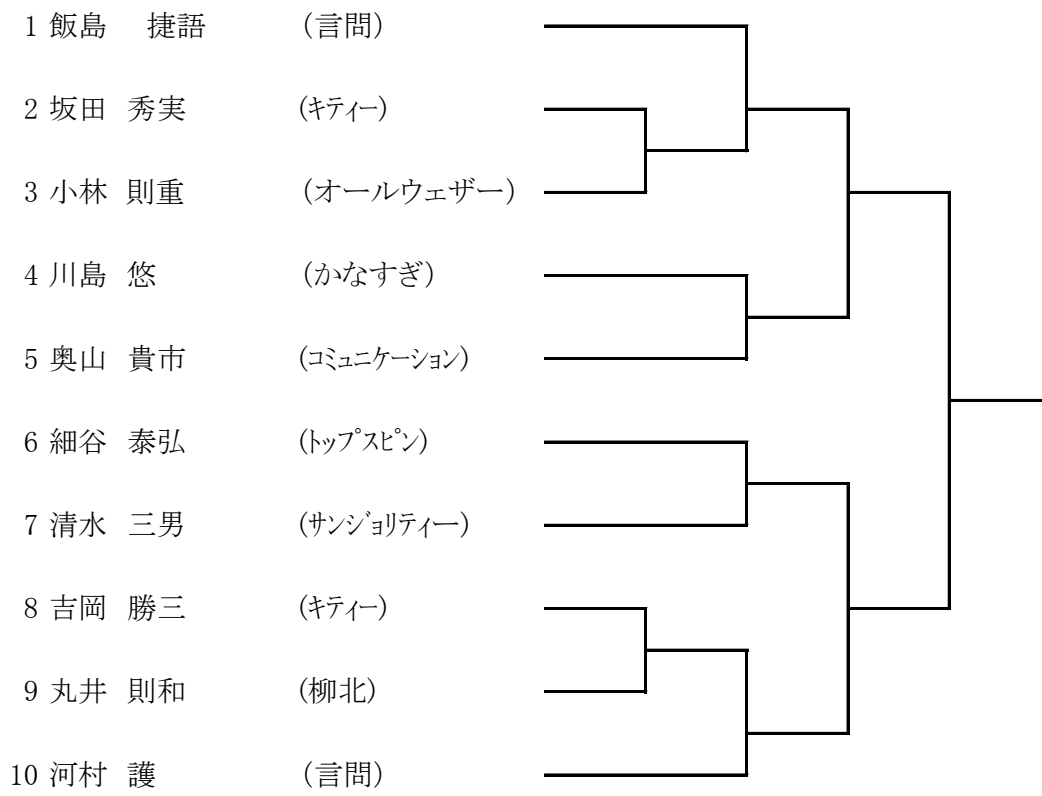 1 飯島 捷語 (言問)
2 坂田 秀実 (キティー)
3 小林 則重 (オールウェザー)
4 川島 悠 (かなすぎ)
5 奥山 貴市 (コミュニケーション)
6 細谷 泰弘 (トップスピン)
7 清水 三男 (サンジョリティー)
8 吉岡 勝三 (キティー)
9 丸井 則和 (柳北)
10 河村 護 (言問)